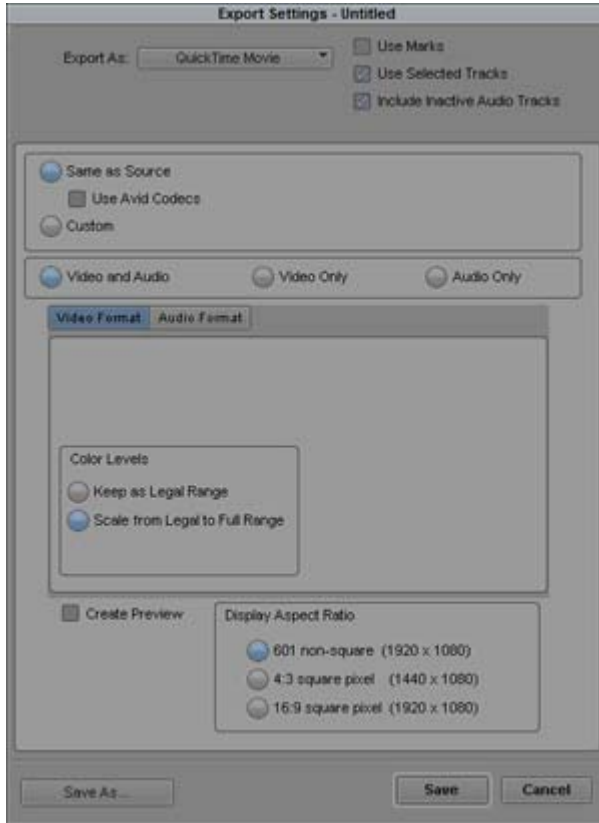 Export Settings - Untitled
Export As: QuickTime Movie
Use Marks
Use Selected Tracks
Include Inactive Audio Tracks
Same as Source
Use Avid Codecs
Custom
Video and Audio Video Only Audio Only
Video Format Audio Format
Color Levels
Keep as Legal Range
Scale from Legal to Full Range
Create Preview
Display Aspect Ratio
601 non-square (1920 x 1080)
4:3 square pixel (1440 x 1080)
16:9 square pixel (1920 x 1080)
Save As... Save Cancel